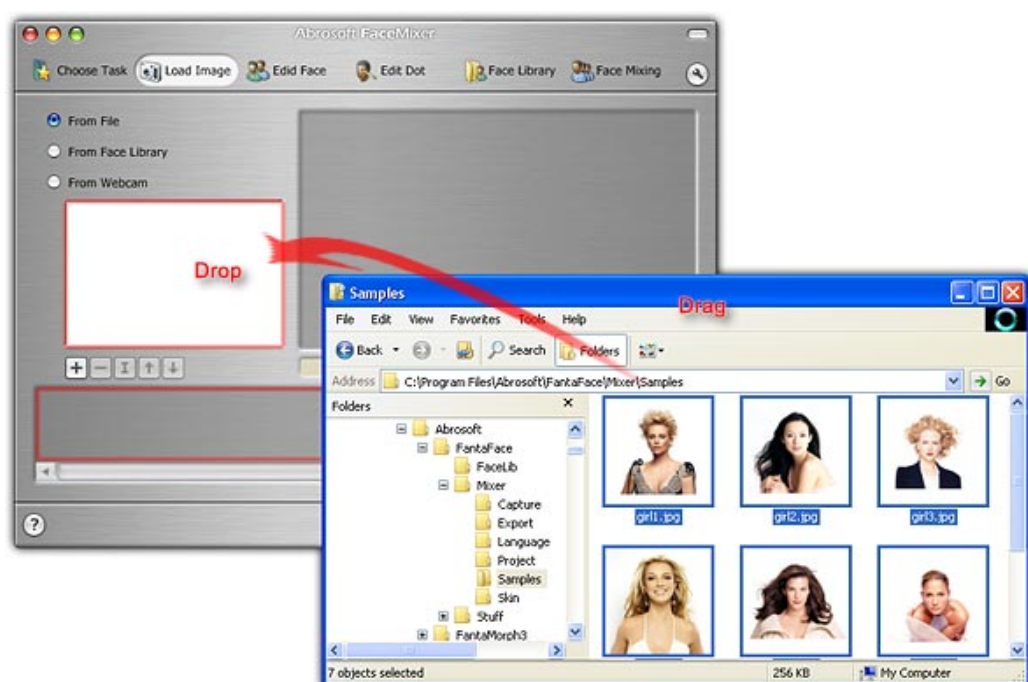 Abrosoft FaceMixer
Choose Task Load Image Edid Face Edit Dot Face Library Face Mixing
From File
From Face Library
From Webcam
Drop
Samples
Drag
File Edit View Favorites Tools Help
Back Search Folders
Address C:\Program Files\Abrosoft\FantaFace\Mixer\Samples Go
Folders
Abrosoft
FantaFace
FaceLib
Mixer
Capture
Export
Language
Project
Samples
Skin
Stuff
FantaMorph3
girl1.jpg girl2.jpg girl3.jpg
7 objects selected 256 KB My Computer